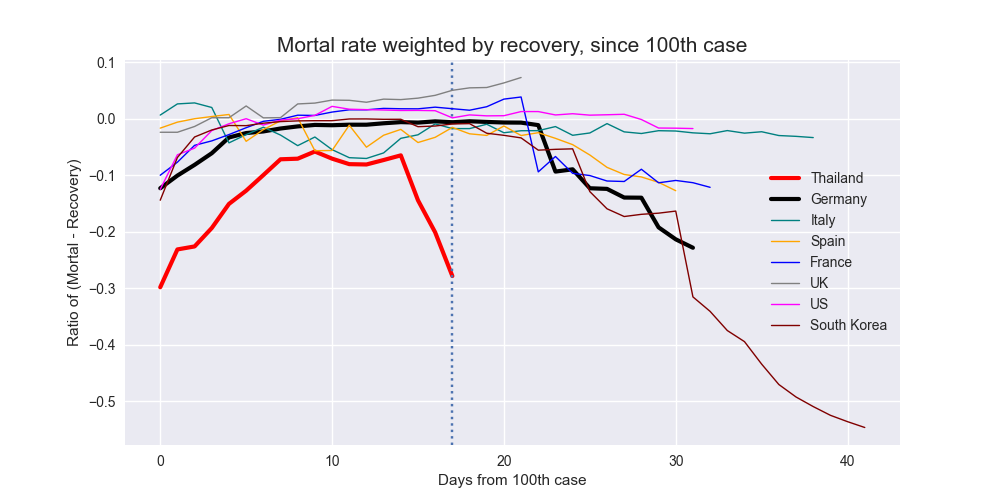 Mortal rate weighted by recovery, since 100th case
Ratio of (Mortal - Recovery)
0.1
0.0
−0.1
−0.2
−0.3
−0.4
−0.5
Thailand
Germany
Italy
Spain
France
UK
US
South Korea
0 10 20 30 40
Days from 100th case